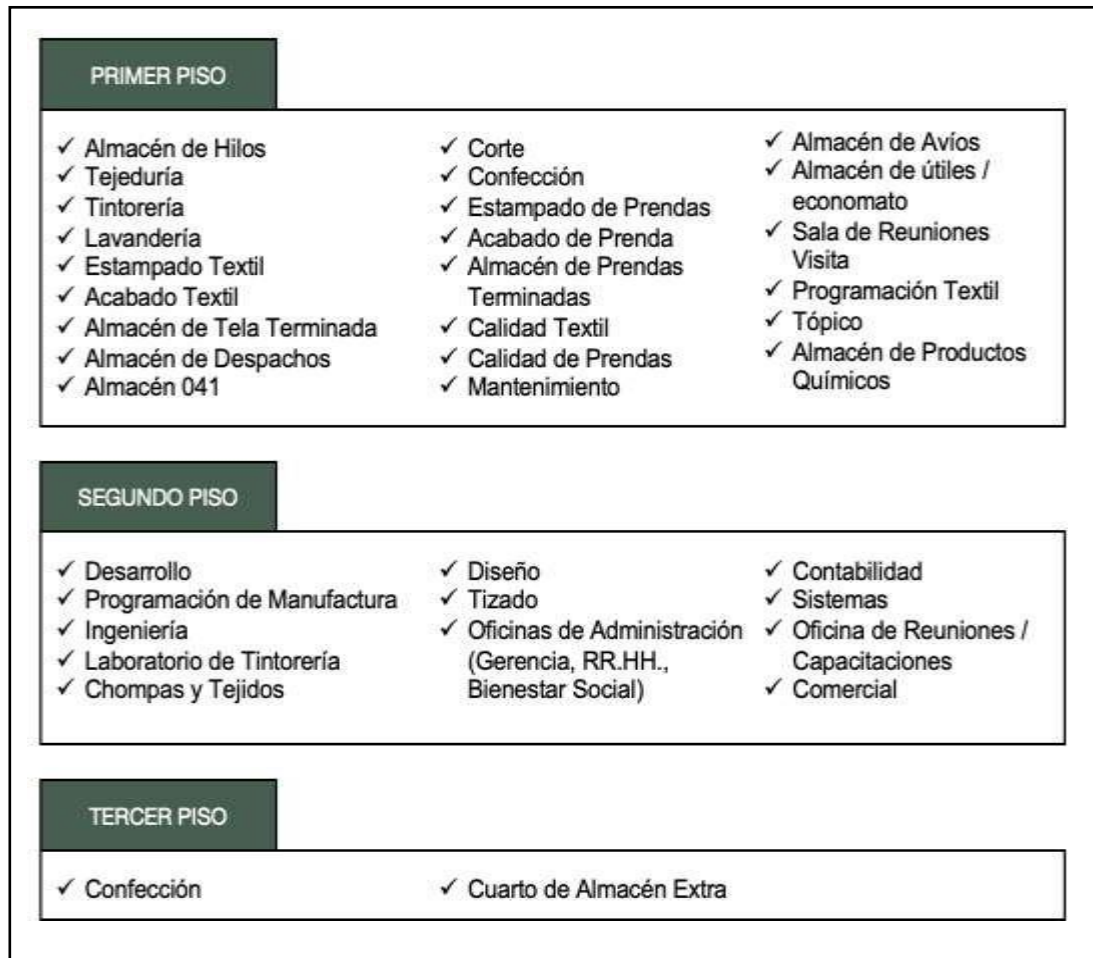 PRIMER PISO
✓ Almacén de Hilos
✓ Tejeduría
✓ Tintorería
✓ Lavandería
✓ Estampado Textil
✓ Acabado Textil
✓ Almacén de Tela Terminada
✓ Almacén de Despachos
✓ Almacén 041
✓ Corte
✓ Confección
✓ Estampado de Prendas
✓ Acabado de Prenda
✓ Almacén de Prendas
Terminadas
✓ Calidad Textil
✓ Calidad de Prendas
✓ Mantenimiento
✓ Almacén de Avíos
✓ Almacén de útiles /
economato
✓ Sala de Reuniones
Visita
✓ Programación Textil
✓ Tópico
✓ Almacén de Productos
Químicos
SEGUNDO PISO
✓ Desarrollo
✓ Programación de Manufactura
✓ Ingeniería
✓ Laboratorio de Tintorería
✓ Chompas y Tejidos
✓ Diseño
✓ Tizado
✓ Oficinas de Administración
(Gerencia, RR.HH.,
Bienestar Social)
✓ Contabilidad
✓ Sistemas
✓ Oficina de Reuniones /
Capacitaciones
✓ Comercial
TERCER PISO
✓ Confección
✓ Cuarto de Almacén Extra